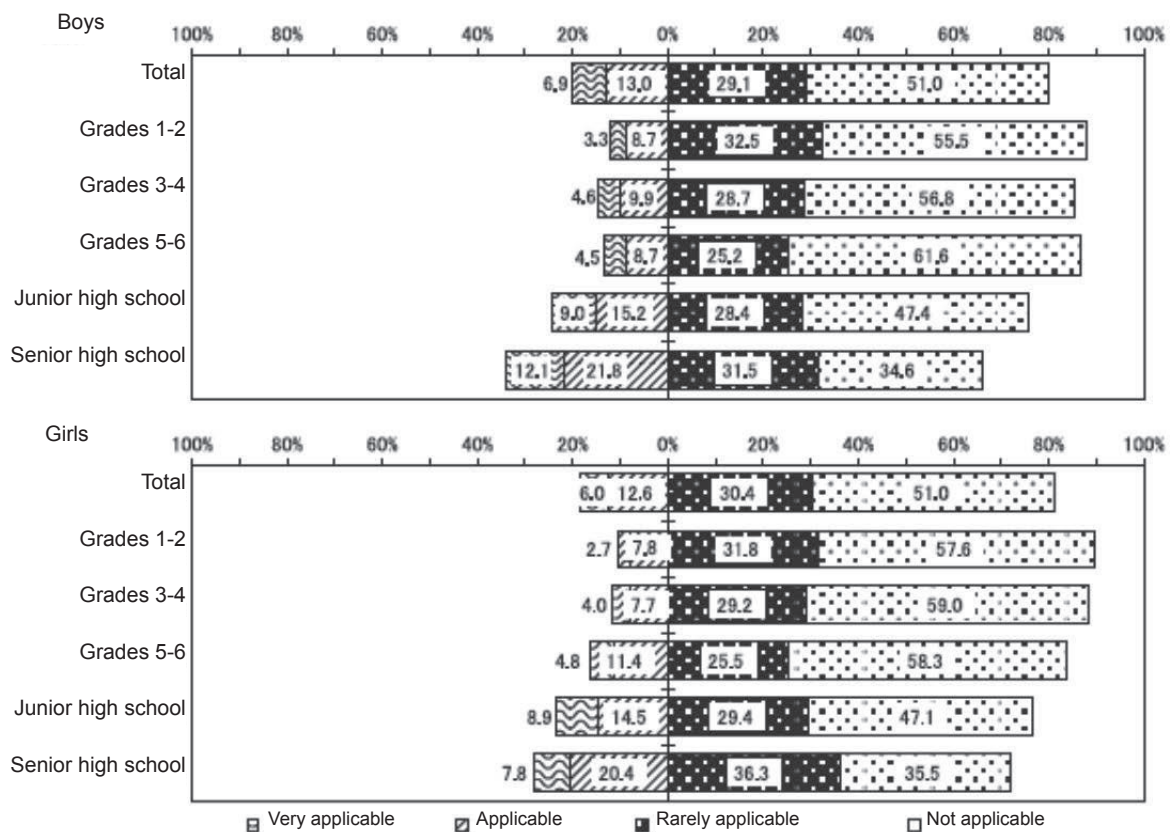 Boys
100% 80% 60% 40% 20% 0% 20% 40% 60% 80% 100%
Total 6.9 13.0 29.1 51.0
Grades 1-2 3.3 8.7 32.5 55.5
Grades 3-4 4.6 9.9 28.7 56.8
Grades 5-6 4.5 8.7 25.2 61.6
Junior high school 9.0 15.2 28.4 47.4
Senior high school 12.1 21.8 31.5 34.6
Girls
100% 80% 60% 40% 20% 0% 20% 40% 60% 80% 100%
Total 6.0 12.6 30.4 51.0
Grades 1-2 2.7 7.8 31.8 57.6
Grades 3-4 4.0 7.7 29.2 59.0
Grades 5-6 4.8 11.4 25.5 58.3
Junior high school 8.9 14.5 29.4 47.1
Senior high school 7.8 20.4 36.3 35.5
Very applicable Applicable Rarely applicable Not applicable